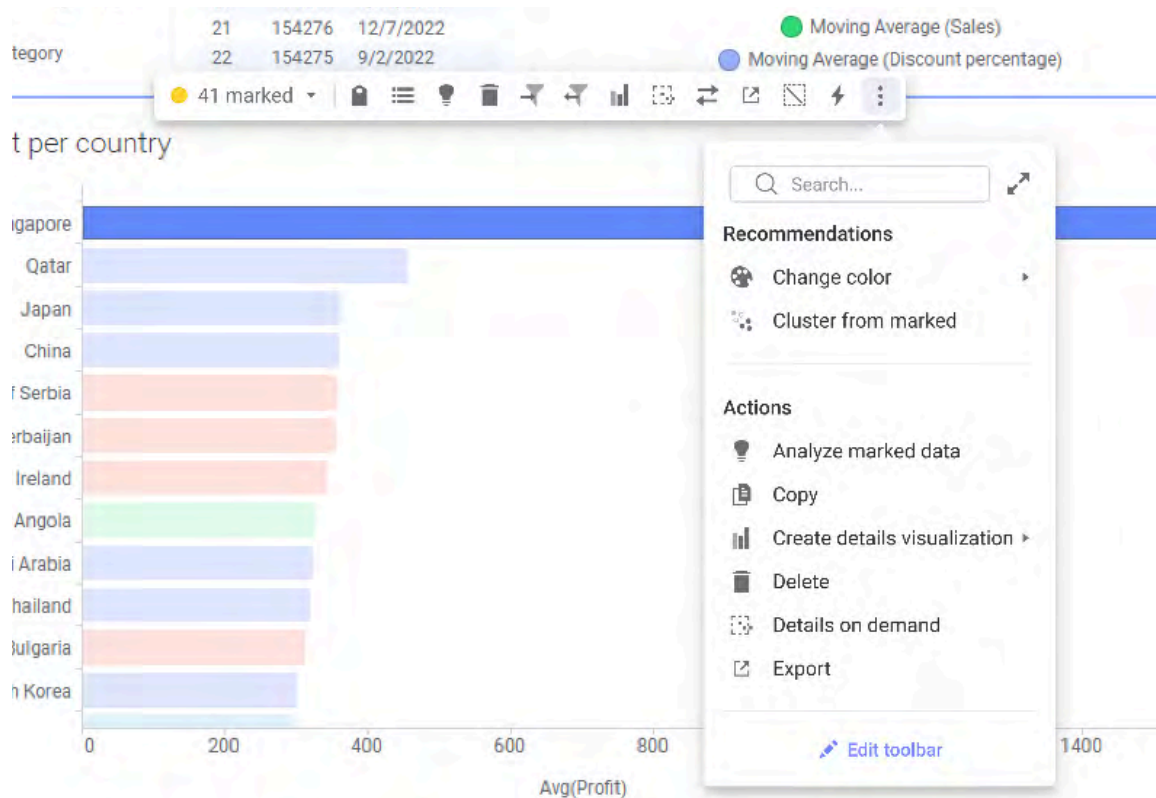 21 154276 12/7/2022
Moving Average (Sales)
tegory
22 154275 9/2/2022
Moving Average (Discount percentage)
41 marked
t per country
Search...
Recommendations
Change color
Cluster from marked
Actions
Analyze marked data
Copy
Create details visualization
Delete
Details on demand
Export
Edit toolbar
ngapore
Qatar
Japan
China
f Serbia
erbaijan
Ireland
Angola
i Arabia
hailand
Bulgaria
h Korea
0 200 400 600 800 1400
Avg(Profit)